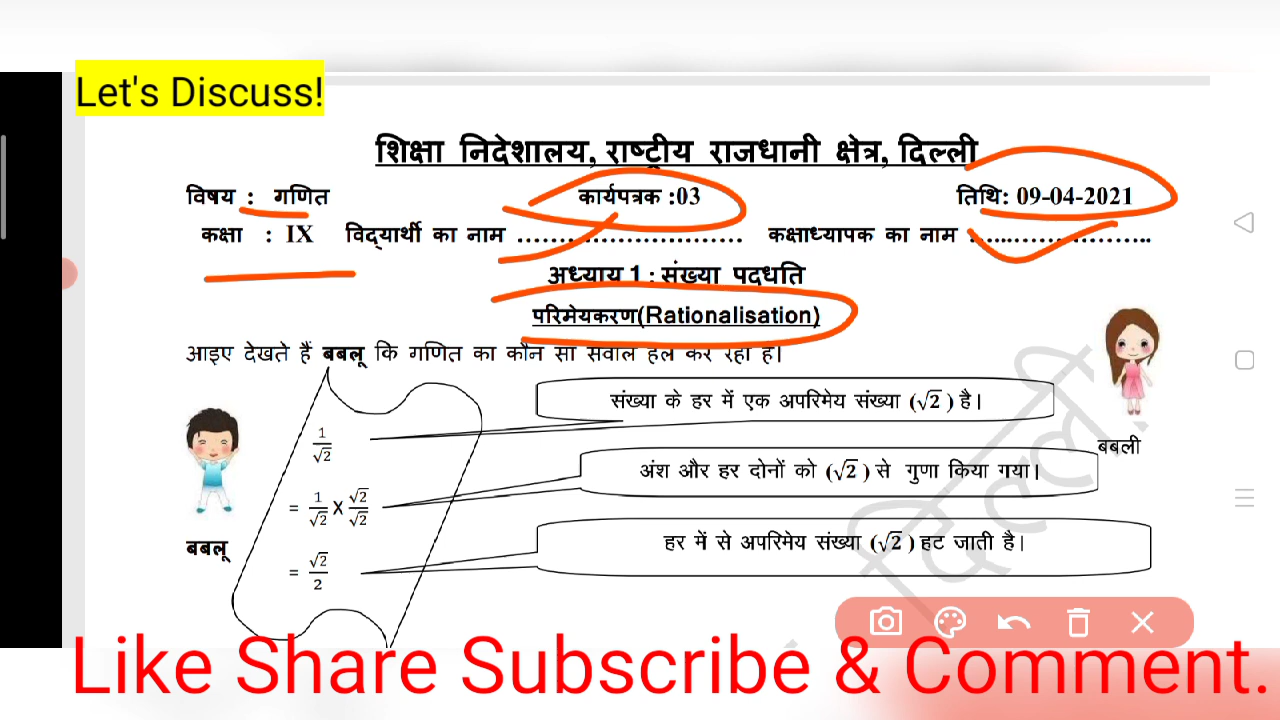 Let's Discuss!
शिक्षा निदेशालय, राष्ट्रीय राजधानी क्षेत्र, दिल्ली
विषय : गणित कार्यपत्रक :03 तिथि: 09-04-2021
कक्षा : IX विद्यार्थी का नाम ………………………… कक्षाध्यापक का नाम :…..………………..
अध्याय 1 : संख्या पद्धति
परिमेयकरण(Rationalisation)
आइए देखते हैं बबलू कि गणित का कौन सा सवाल हल कर रहा है।
संख्या के हर में एक अपरिमेय संख्या (√2 ) है।
1/√2
बबली
अंश और हर दोनों को (√2 ) से गुणा किया गया।
= 1/√2 X √2/√2
हर में से अपरिमेय संख्या (√2 ) हट जाती है।
बबलू
= √2/2
दिल्ली
Like Share Subscribe & Comment.